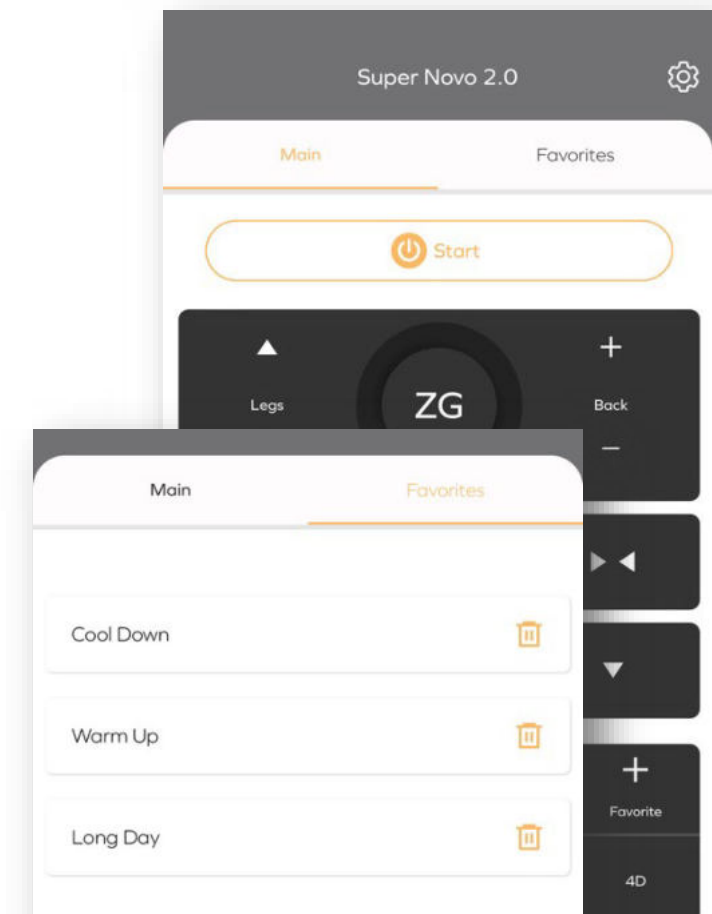 Super Novo 2.0
Main Favorites
Start
Legs ZG Back
Main Favorites
Cool Down
Warm Up
Favorite
Long Day
4D